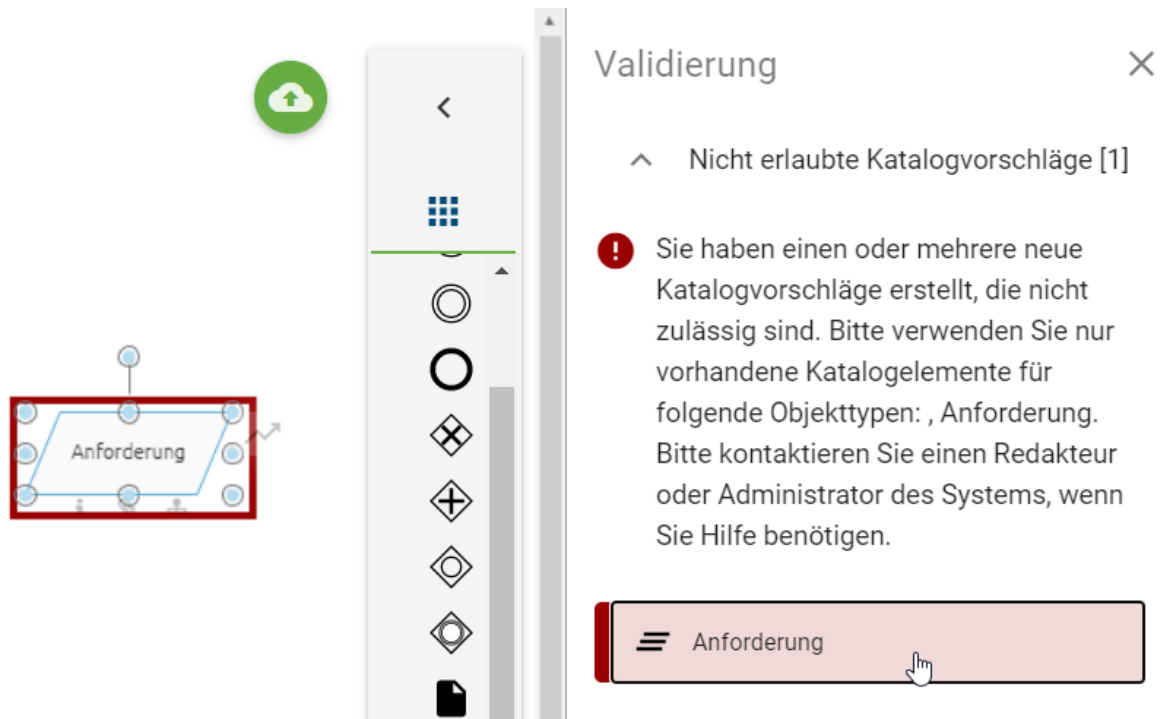 Validierung
Nicht erlaubte Katalogvorschläge [1]
Sie haben einen oder mehrere neue
Katalogvorschläge erstellt, die nicht
zulässig sind. Bitte verwenden Sie nur
vorhandene Katalogelemente für
folgende Objekttypen: , Anforderung.
Bitte kontaktieren Sie einen Redakteur
oder Administrator des Systems, wenn
Sie Hilfe benötigen.
Anforderung
Anforderung